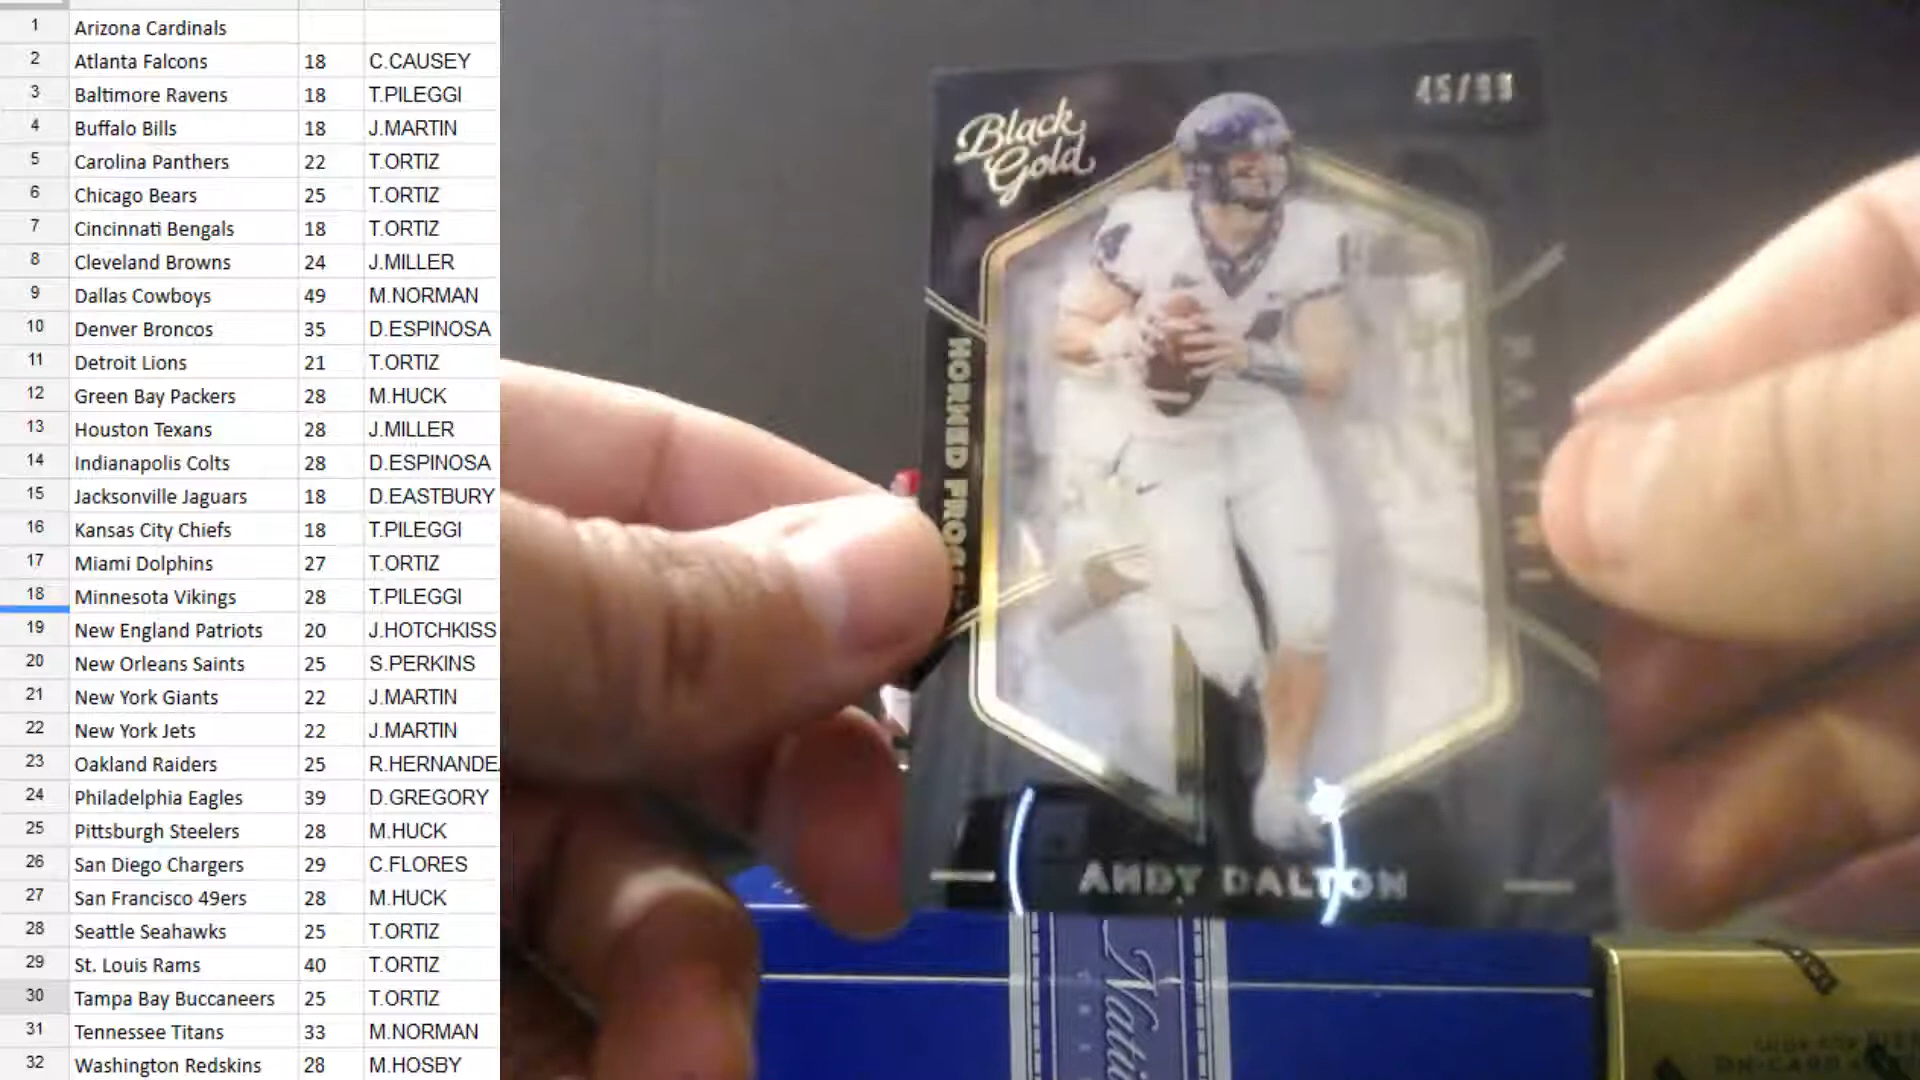 1 Arizona Cardinals
2 Atlanta Falcons 18 C.CAUSEY
3 Baltimore Ravens 18 T.PILEGGI
4 Buffalo Bills 18 J.MARTIN
5 Carolina Panthers 22 T.ORTIZ
6 Chicago Bears 25 T.ORTIZ
7 Cincinnati Bengals 18 T.ORTIZ
8 Cleveland Browns 24 J.MILLER
9 Dallas Cowboys 49 M.NORMAN
10 Denver Broncos 35 D.ESPINOSA
11 Detroit Lions 21 T.ORTIZ
12 Green Bay Packers 28 M.HUCK
13 Houston Texans 28 J.MILLER
14 Indianapolis Colts 28 D.ESPINOSA
15 Jacksonville Jaguars 18 D.EASTBURY
16 Kansas City Chiefs 18 T.PILEGGI
17 Miami Dolphins 27 T.ORTIZ
18 Minnesota Vikings 28 T.PILEGGI
19 New England Patriots 20 J.HOTCHKISS
20 New Orleans Saints 25 S.PERKINS
21 New York Giants 22 J.MARTIN
22 New York Jets 22 J.MARTIN
23 Oakland Raiders 25 R.HERNANDE
24 Philadelphia Eagles 39 D.GREGORY
25 Pittsburgh Steelers 28 M.HUCK
26 San Diego Chargers 29 C.FLORES
27 San Francisco 49ers 28 M.HUCK
28 Seattle Seahawks 25 T.ORTIZ
29 St. Louis Rams 40 T.ORTIZ
30 Tampa Bay Buccaneers 25 T.ORTIZ
31 Tennessee Titans 33 M.NORMAN
32 Washington Redskins 28 M.HOSBY
45/99
Black
Gold
HORNED FROGS
ANDY DALTON